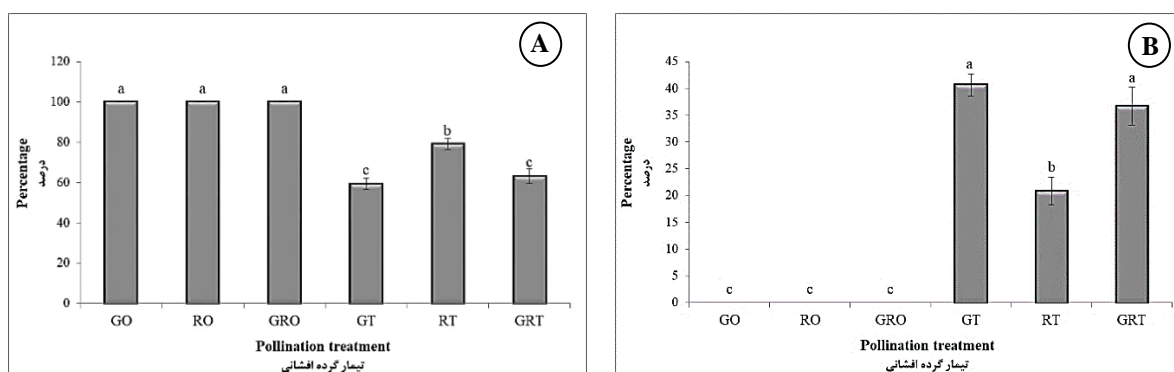 A
120
100
80
60
40
20
0
Percentage
درصد
a a a c b c
GO RO GRO GT RT GRT
Pollination treatment
تیمار گرده افشانی
B
45
40
35
30
25
20
15
10
5
0
Percentage
درصد
c c c a b a
GO RO GRO GT RT GRT
Pollination treatment
تیمار گرده افشانی